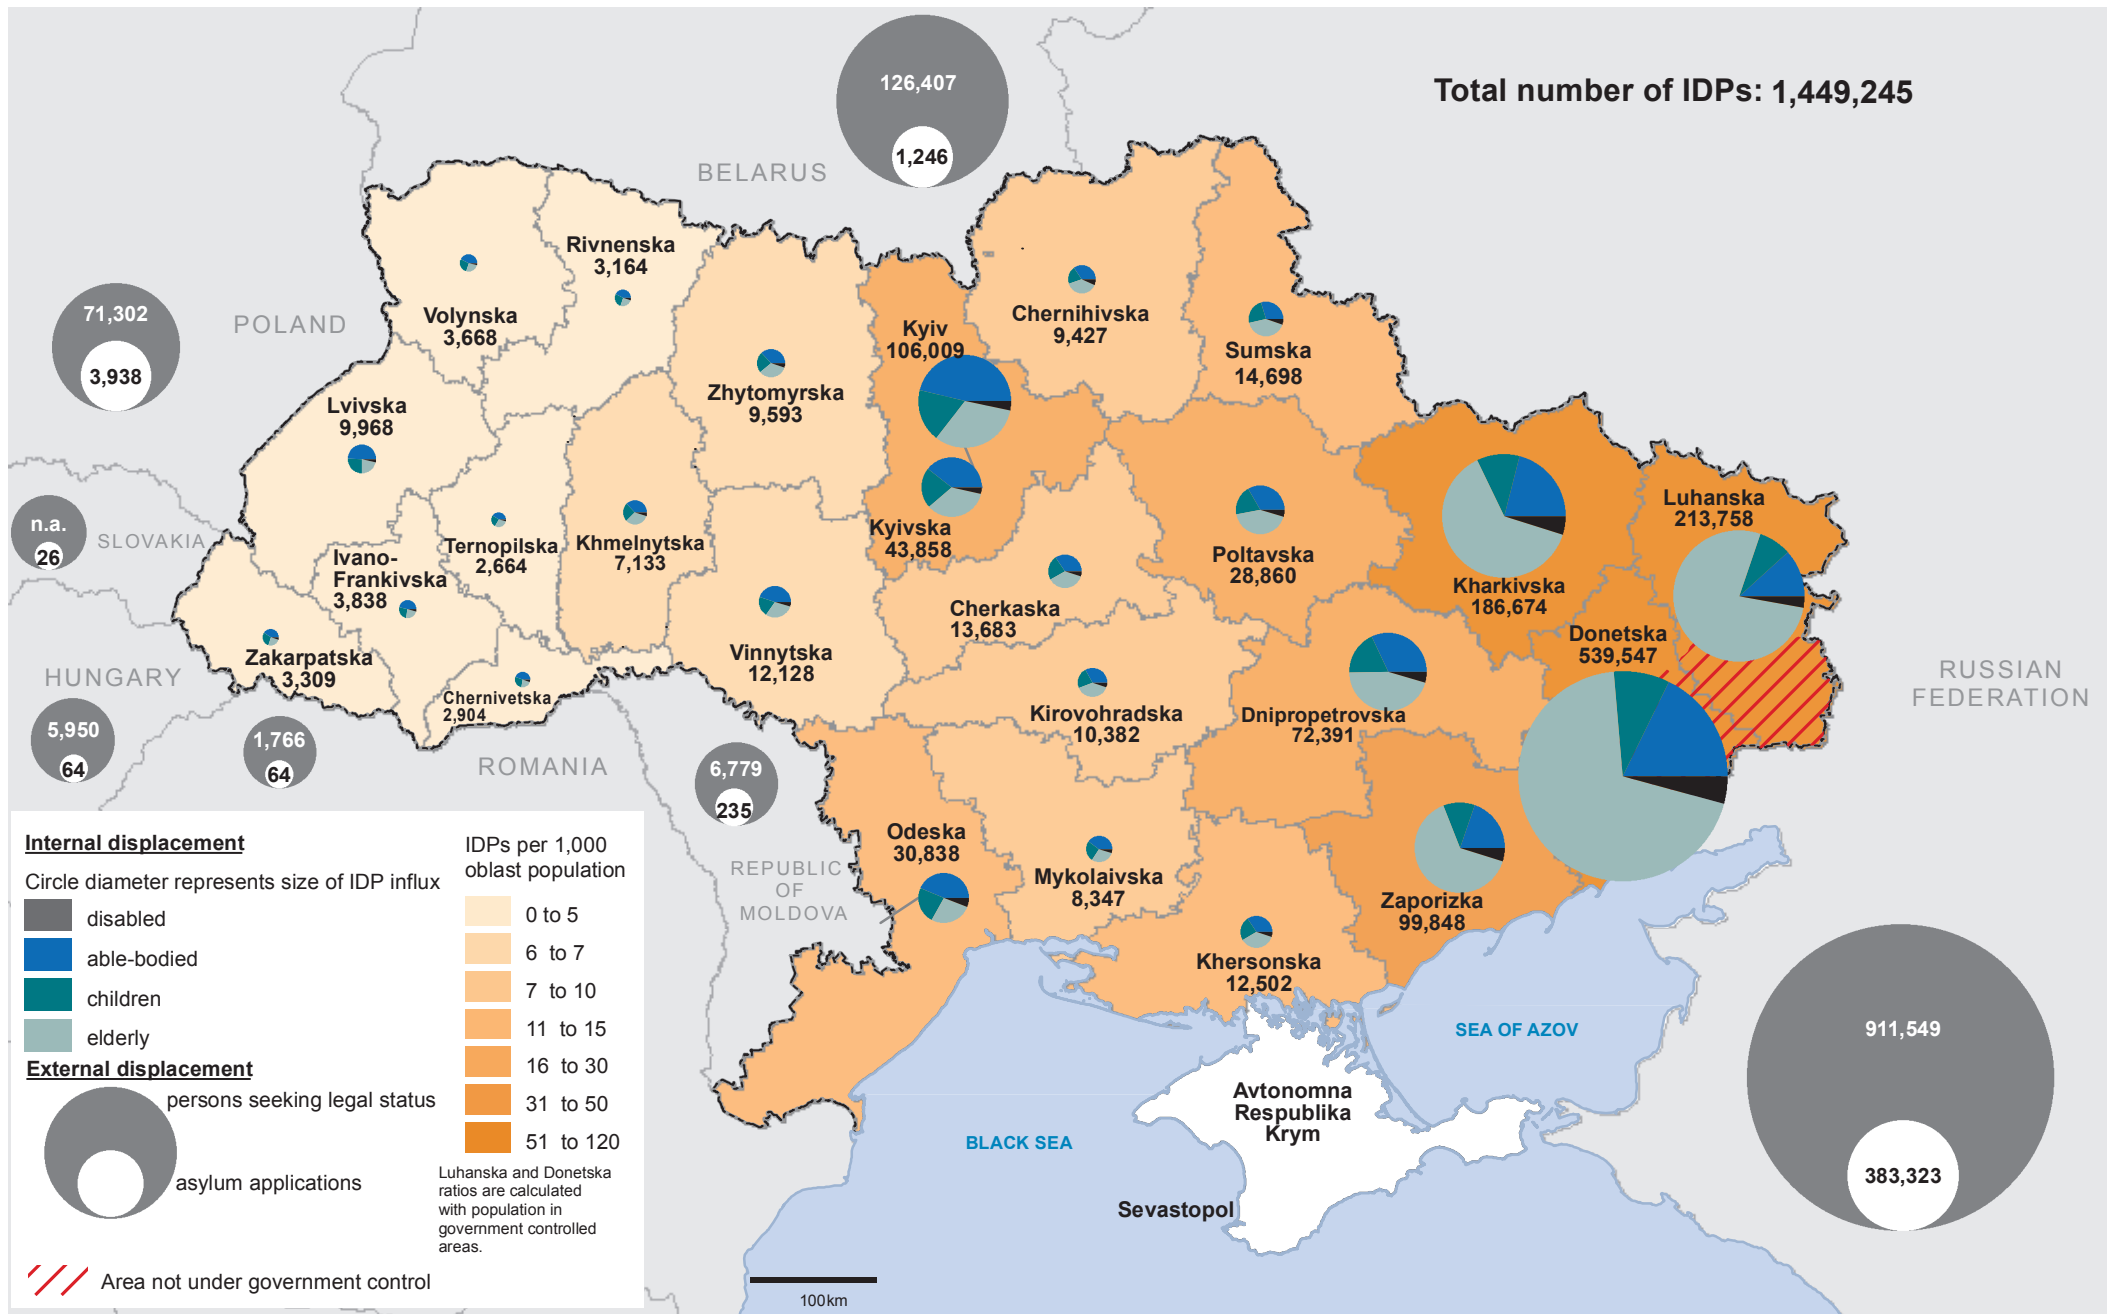 Total number of IDPs: 1,449,245
126,407
1,246
BELARUS
Rivnenska
3,164
Volynska
3,668
71,302
3,938
POLAND
Kyiv
106,009
Chernihivska
9,427
Sumska
14,698
Zhytomyrska
9,593
Lvivska
9,968
Luhanska
213,758
n.a.
26
SLOVAKIA
Ivano-
Frankivska
3,838
Ternopilska
2,664
Khmelnytska
7,133
Kyivska
43,858
Poltavska
28,860
Kharkivska
186,674
Cherkaska
13,683
Donetska
539,547
Zakarpatska
3,309
Vinnytska
12,128
Chernivetska
2,904
Kirovohradska
10,382
Dnipropetrovska
72,391
RUSSIAN
FEDERATION
HUNGARY
5,950
64
1,766
64
ROMANIA
6,779
235
REPUBLIC
OF
MOLDOVA
Odeska
30,838
Mykolaivska
8,347
Zaporizka
99,848
Khersonska
12,502
SEA OF AZOV
911,549
383,323
Avtonomna
Respublika
Krym
BLACK SEA
Sevastopol
Internal displacement
Circle diameter represents size of IDP influx
disabled
able-bodied
children
elderly
External displacement
persons seeking legal status
asylum applications
IDPs per 1,000
oblast population
0 to 5
6 to 7
7 to 10
11 to 15
16 to 30
31 to 50
51 to 120
Luhanska and Donetska
ratios are calculated
with population in
government controlled
areas.
Area not under government control
100km